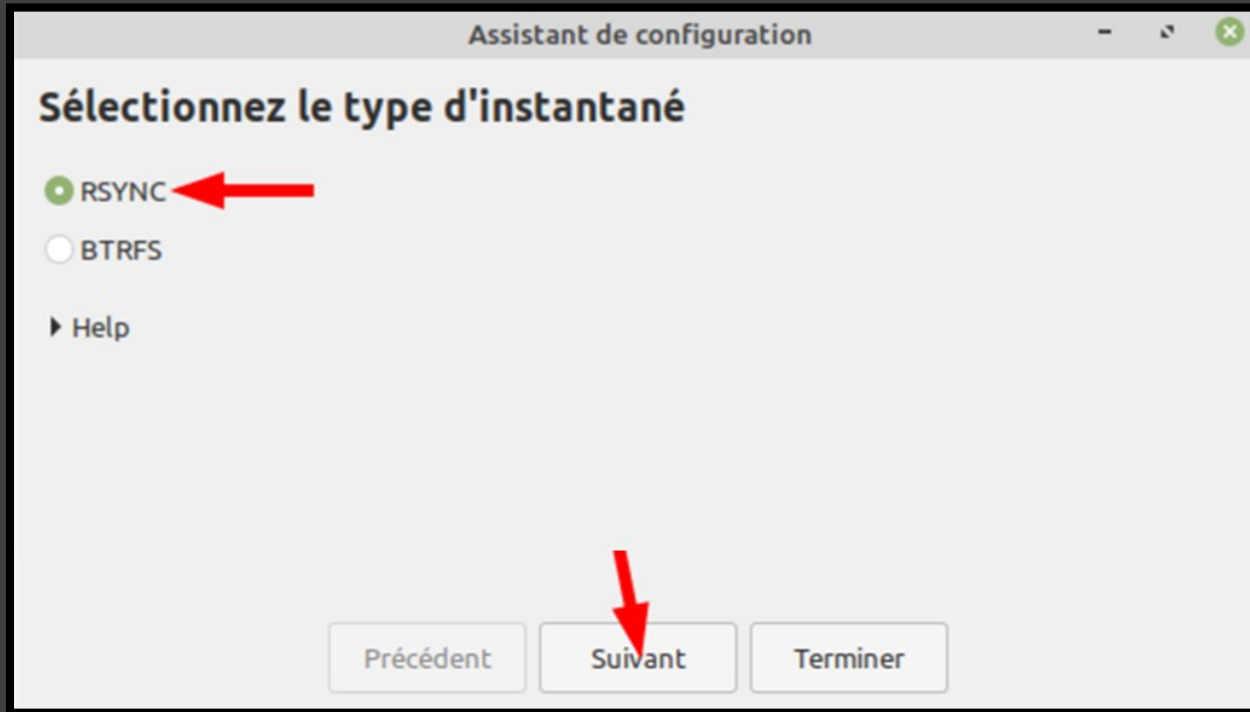 Assistant de configuration
Sélectionnez le type d'instantané
RSYNC
BTRFS
Help
Précédent Suivant Terminer